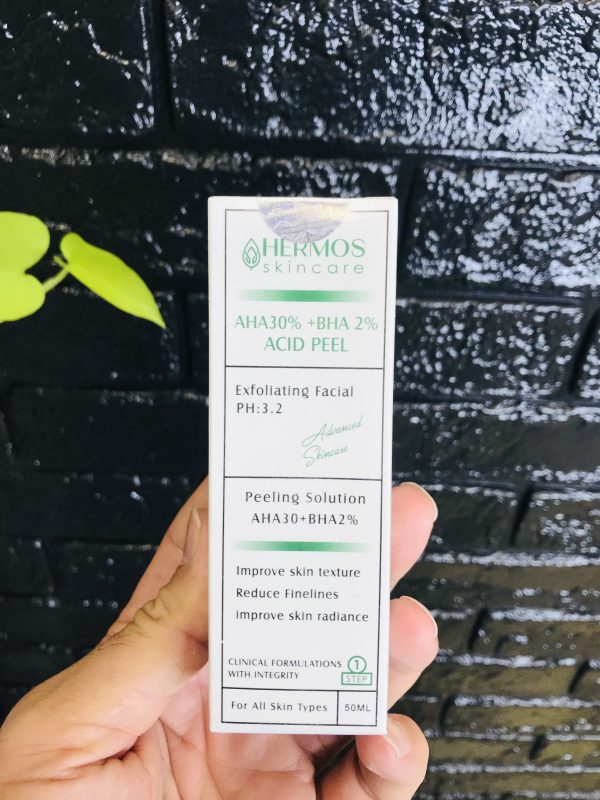 HERMOS
skincare
AHA30% +BHA 2%
ACID PEEL
Exfoliating Facial
PH:3.2
Advanced
Skincare
Peeling Solution
AHA30+BHA2%
Improve skin texture
Reduce Finelines
improve skin radiance
CLINICAL FORMULATIONS
WITH INTEGRITY
1
STEP
For All Skin Types
50ML